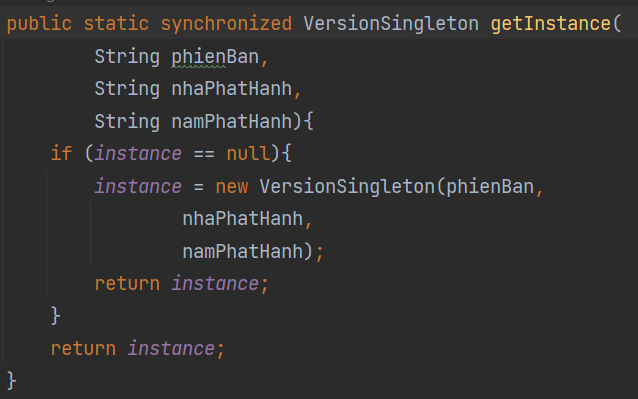 public static synchronized VersionSingleton getInstance(
        String phienBan,
        String nhaPhatHanh,
        String namPhatHanh){
    if (instance == null){
        instance = new VersionSingleton(phienBan,
                nhaPhatHanh,
                namPhatHanh);
        return instance;
    }
    return instance;
}